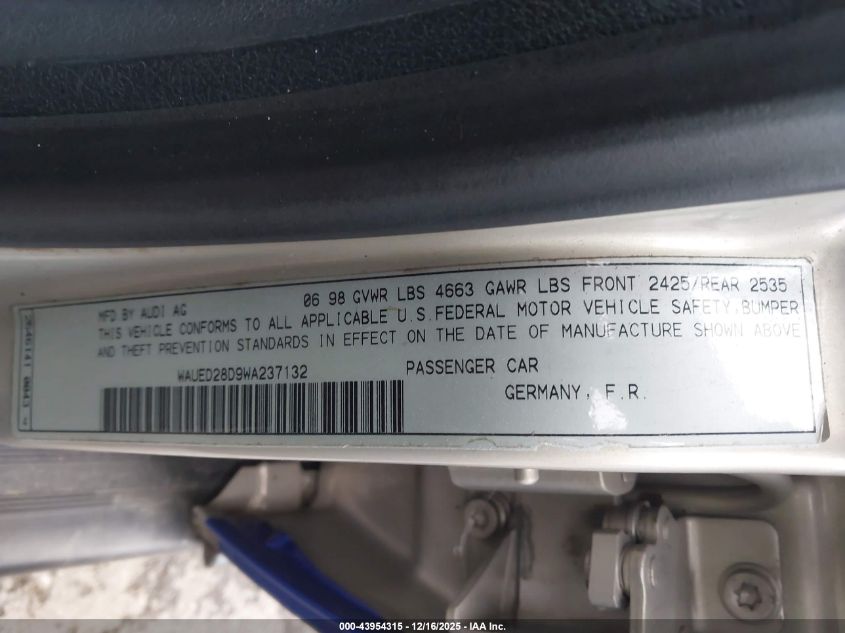 MFD BY AUDI AG 06 98 GVWR LBS 4663 GAWR LBS FRONT 2425/REAR 2535
THIS VEHICLE CONFORMS TO ALL APPLICABLE U.S.FEDERAL MOTOR VEHICLE SAFETY,BUMPER
AND THEFT PREVENTION STANDARDS IN EFFECT ON THE DATE OF MANUFACTURE SHOWN ABOVE
WAUED28D9WA237132 PASSENGER CAR
GERMANY, F.R.
000-43954315 - 12/16/2025 - IAA Inc.